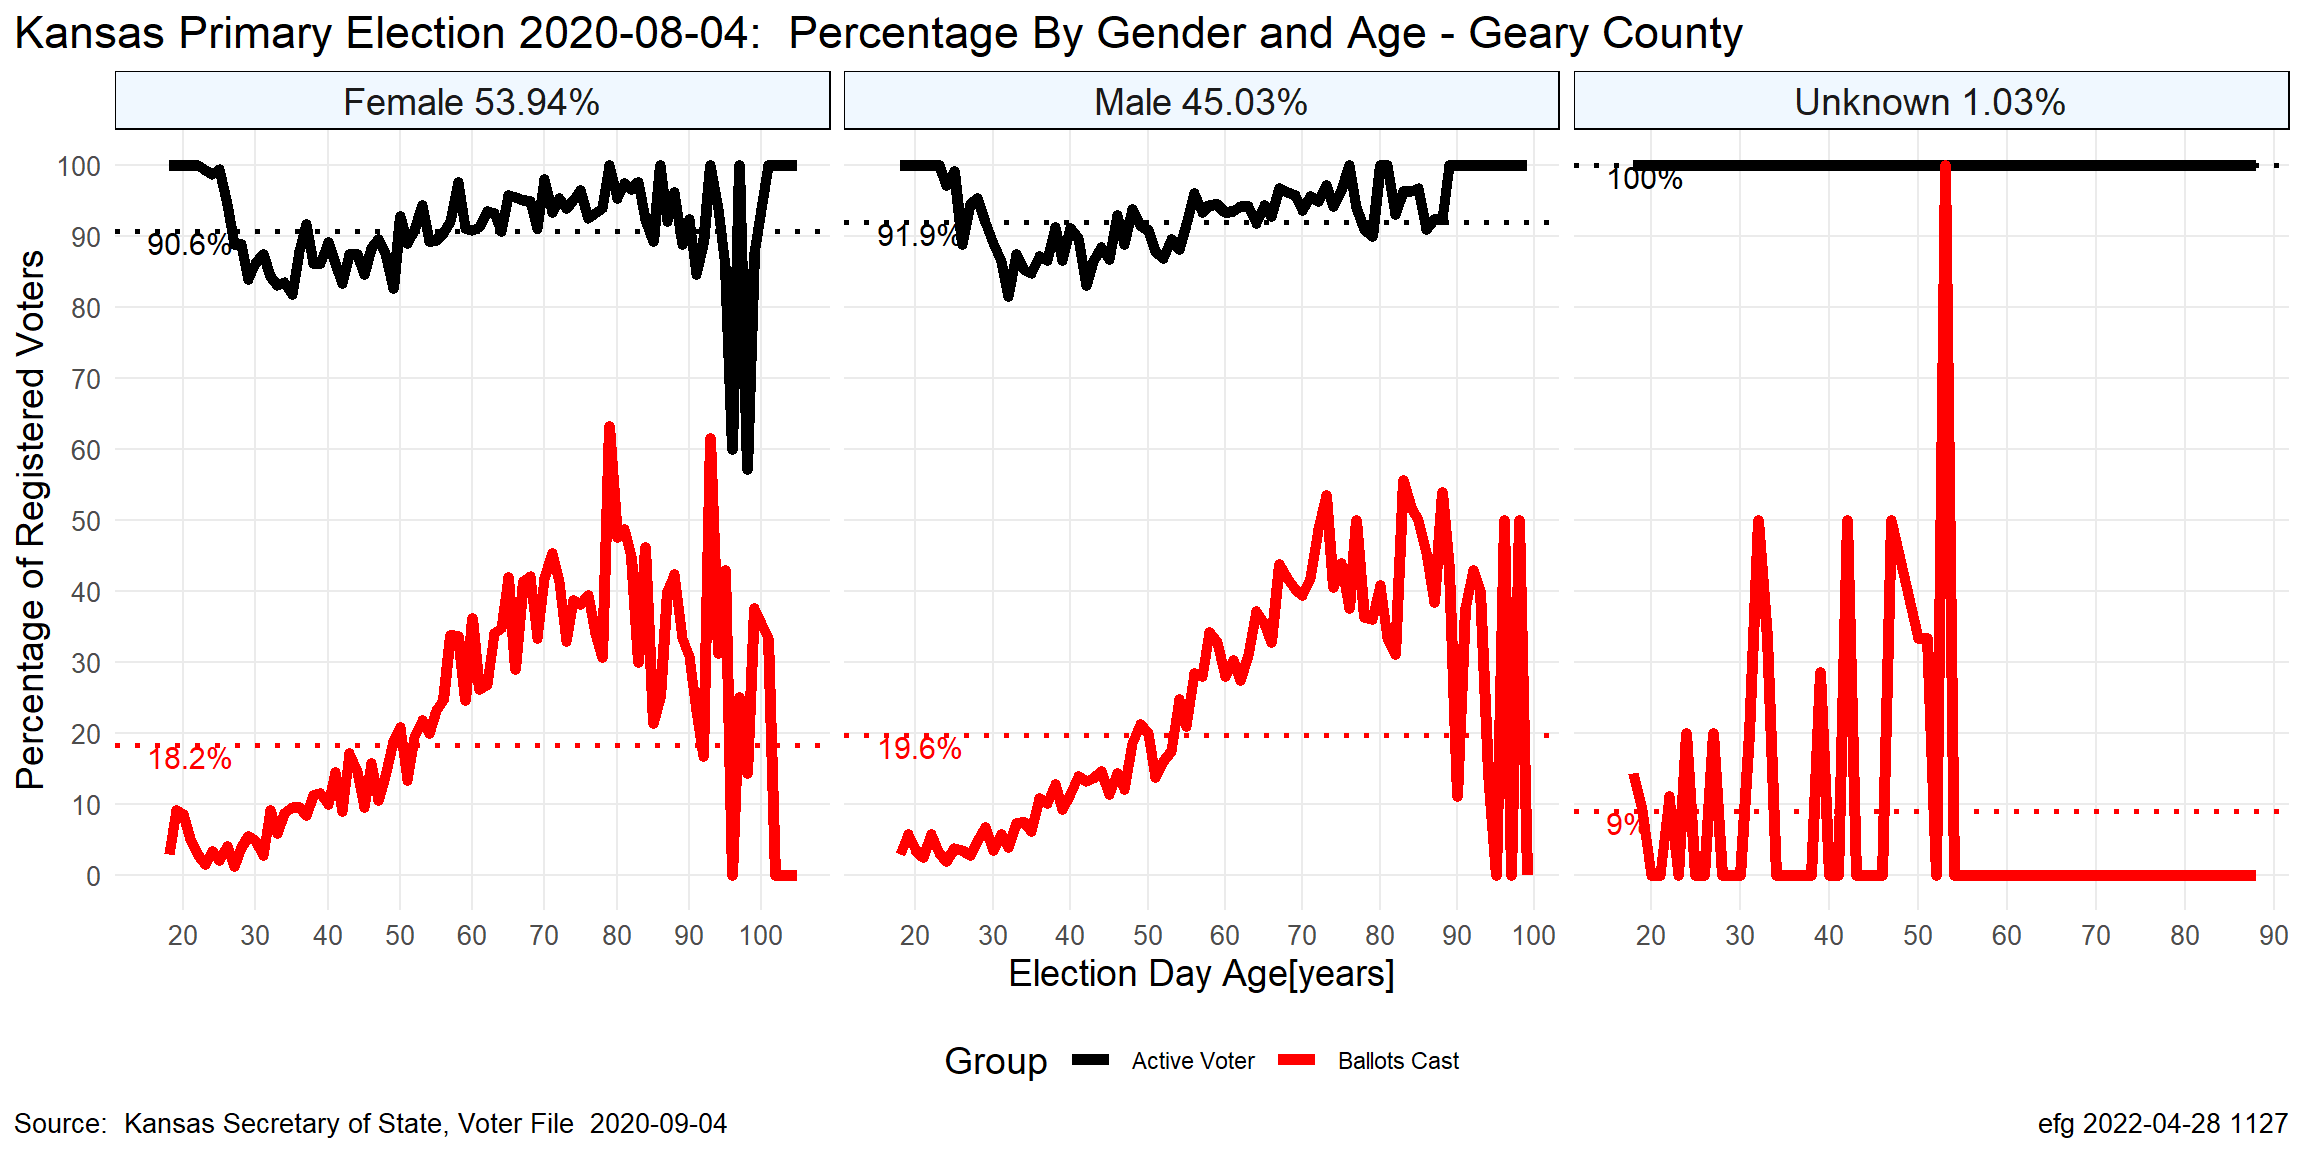 Kansas Primary Election 2020-08-04:  Percentage By Gender and Age - Geary County
Female 53.94%
Male 45.03%
Unknown 1.03%
Percentage of Registered Voters
100
90
80
70
60
50
40
30
20
10
0
90.6%
18.2%
91.9%
19.6%
100%
9%
20 30 40 50 60 70 80 90 100
20 30 40 50 60 70 80 90 100
20 30 40 50 60 70 80 90
Election Day Age[years]
Group Active Voter Ballots Cast
Source:  Kansas Secretary of State, Voter File  2020-09-04
efg 2022-04-28 1127